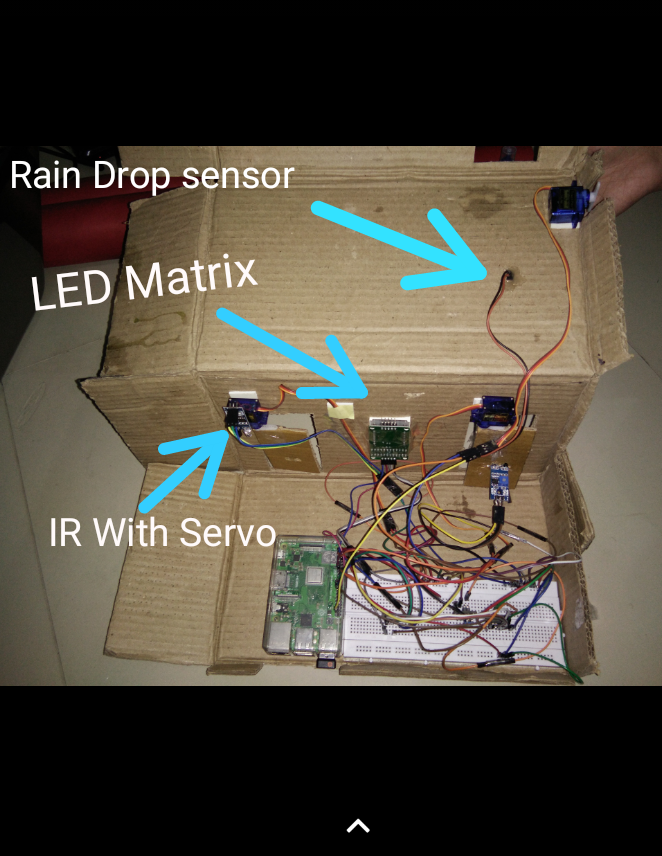 Rain Drop sensor
LED Matrix
IR With Servo